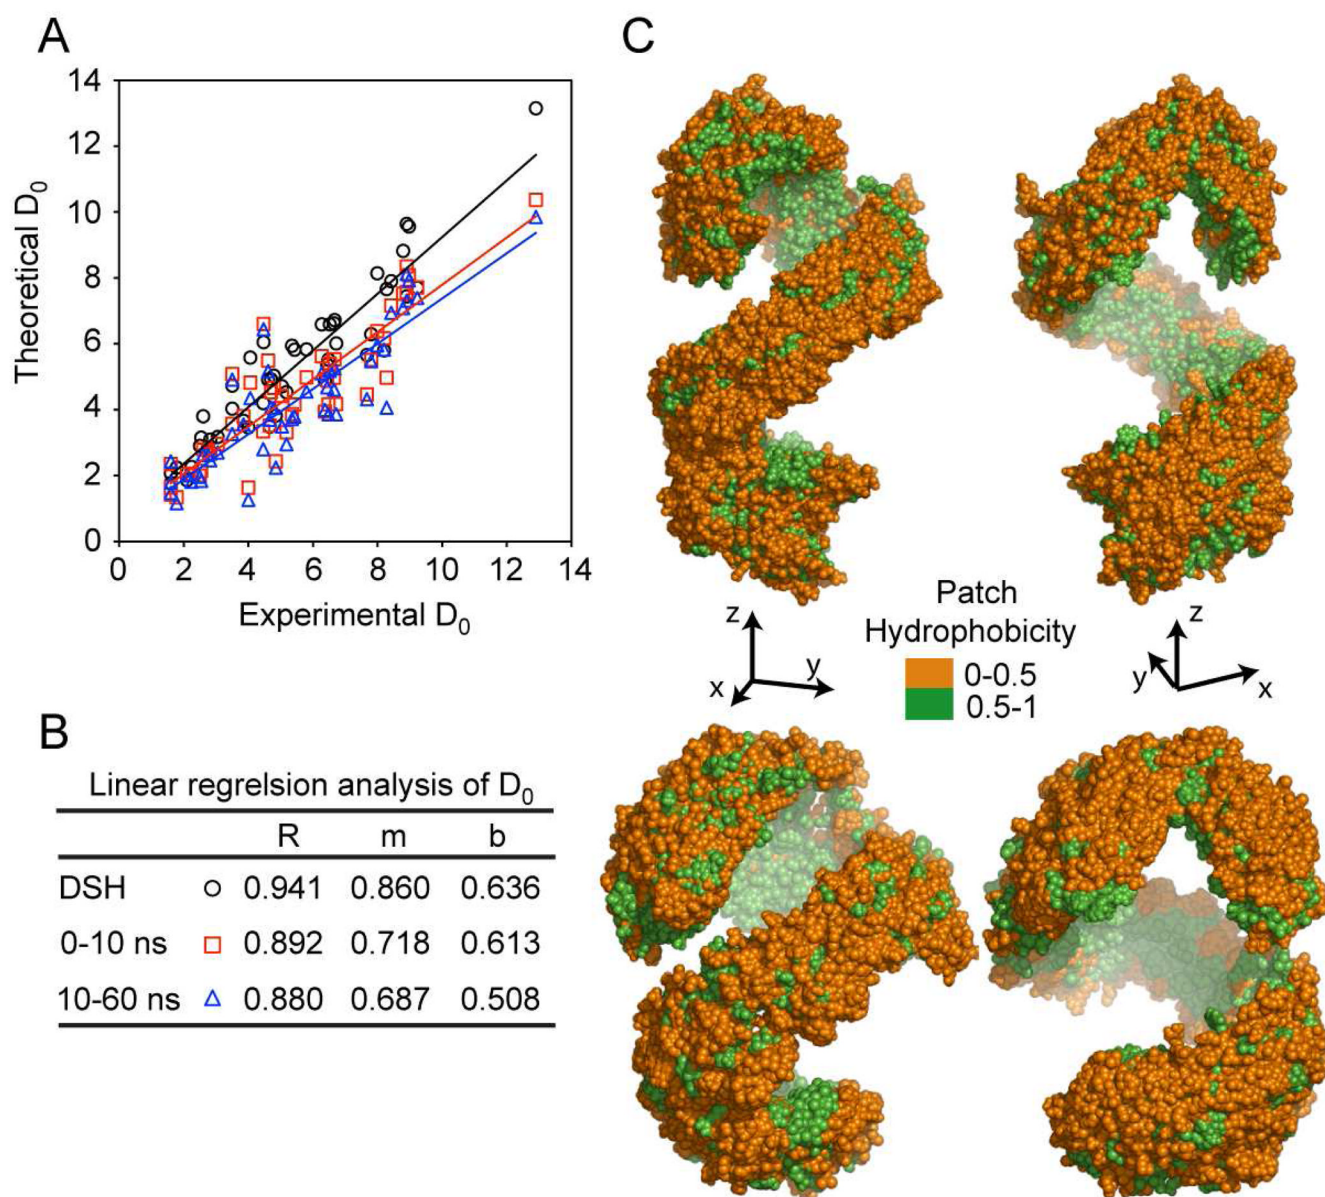 A
C
14
12
10
8
6
4
2
0
Theoretical D0
0 2 4 6 8 10 12 14
Experimental D0
Patch
Hydrophobicity
0-0.5
0.5-1
z
y
x
z
y
x
B
Linear regrelsion analysis of D0
R m b
DSH 0.941 0.860 0.636
0-10 ns 0.892 0.718 0.613
10-60 ns 0.880 0.687 0.508